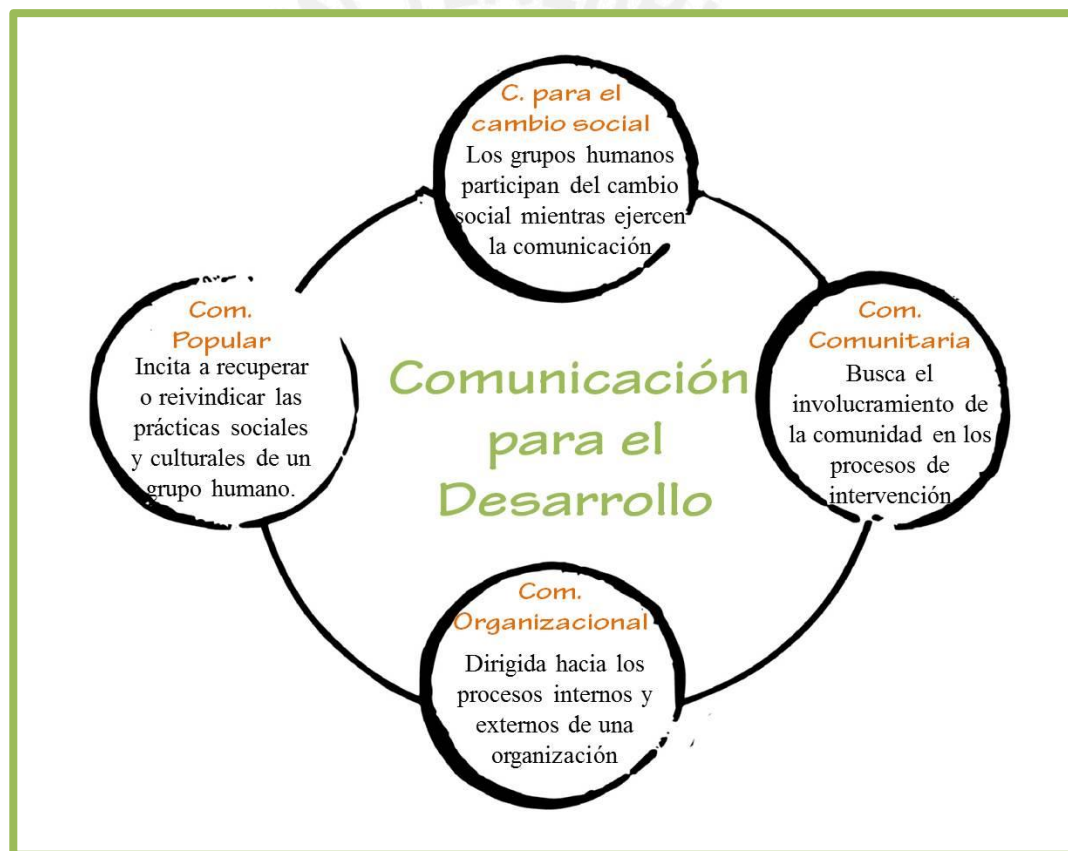 C. para el
cambio social
Los grupos humanos
participan del cambio
social mientras ejercen
la comunicación
Com.
Popular
Incita a recuperar
o reivindicar las
prácticas sociales
y culturales de un
grupo humano.
Comunicación
para el
Desarrollo
Com.
Comunitaria
Busca el
involucramiento de
la comunidad en los
procesos de
intervención
Com.
Organizacional
Dirigida hacia los
procesos internos y
externos de una
organización